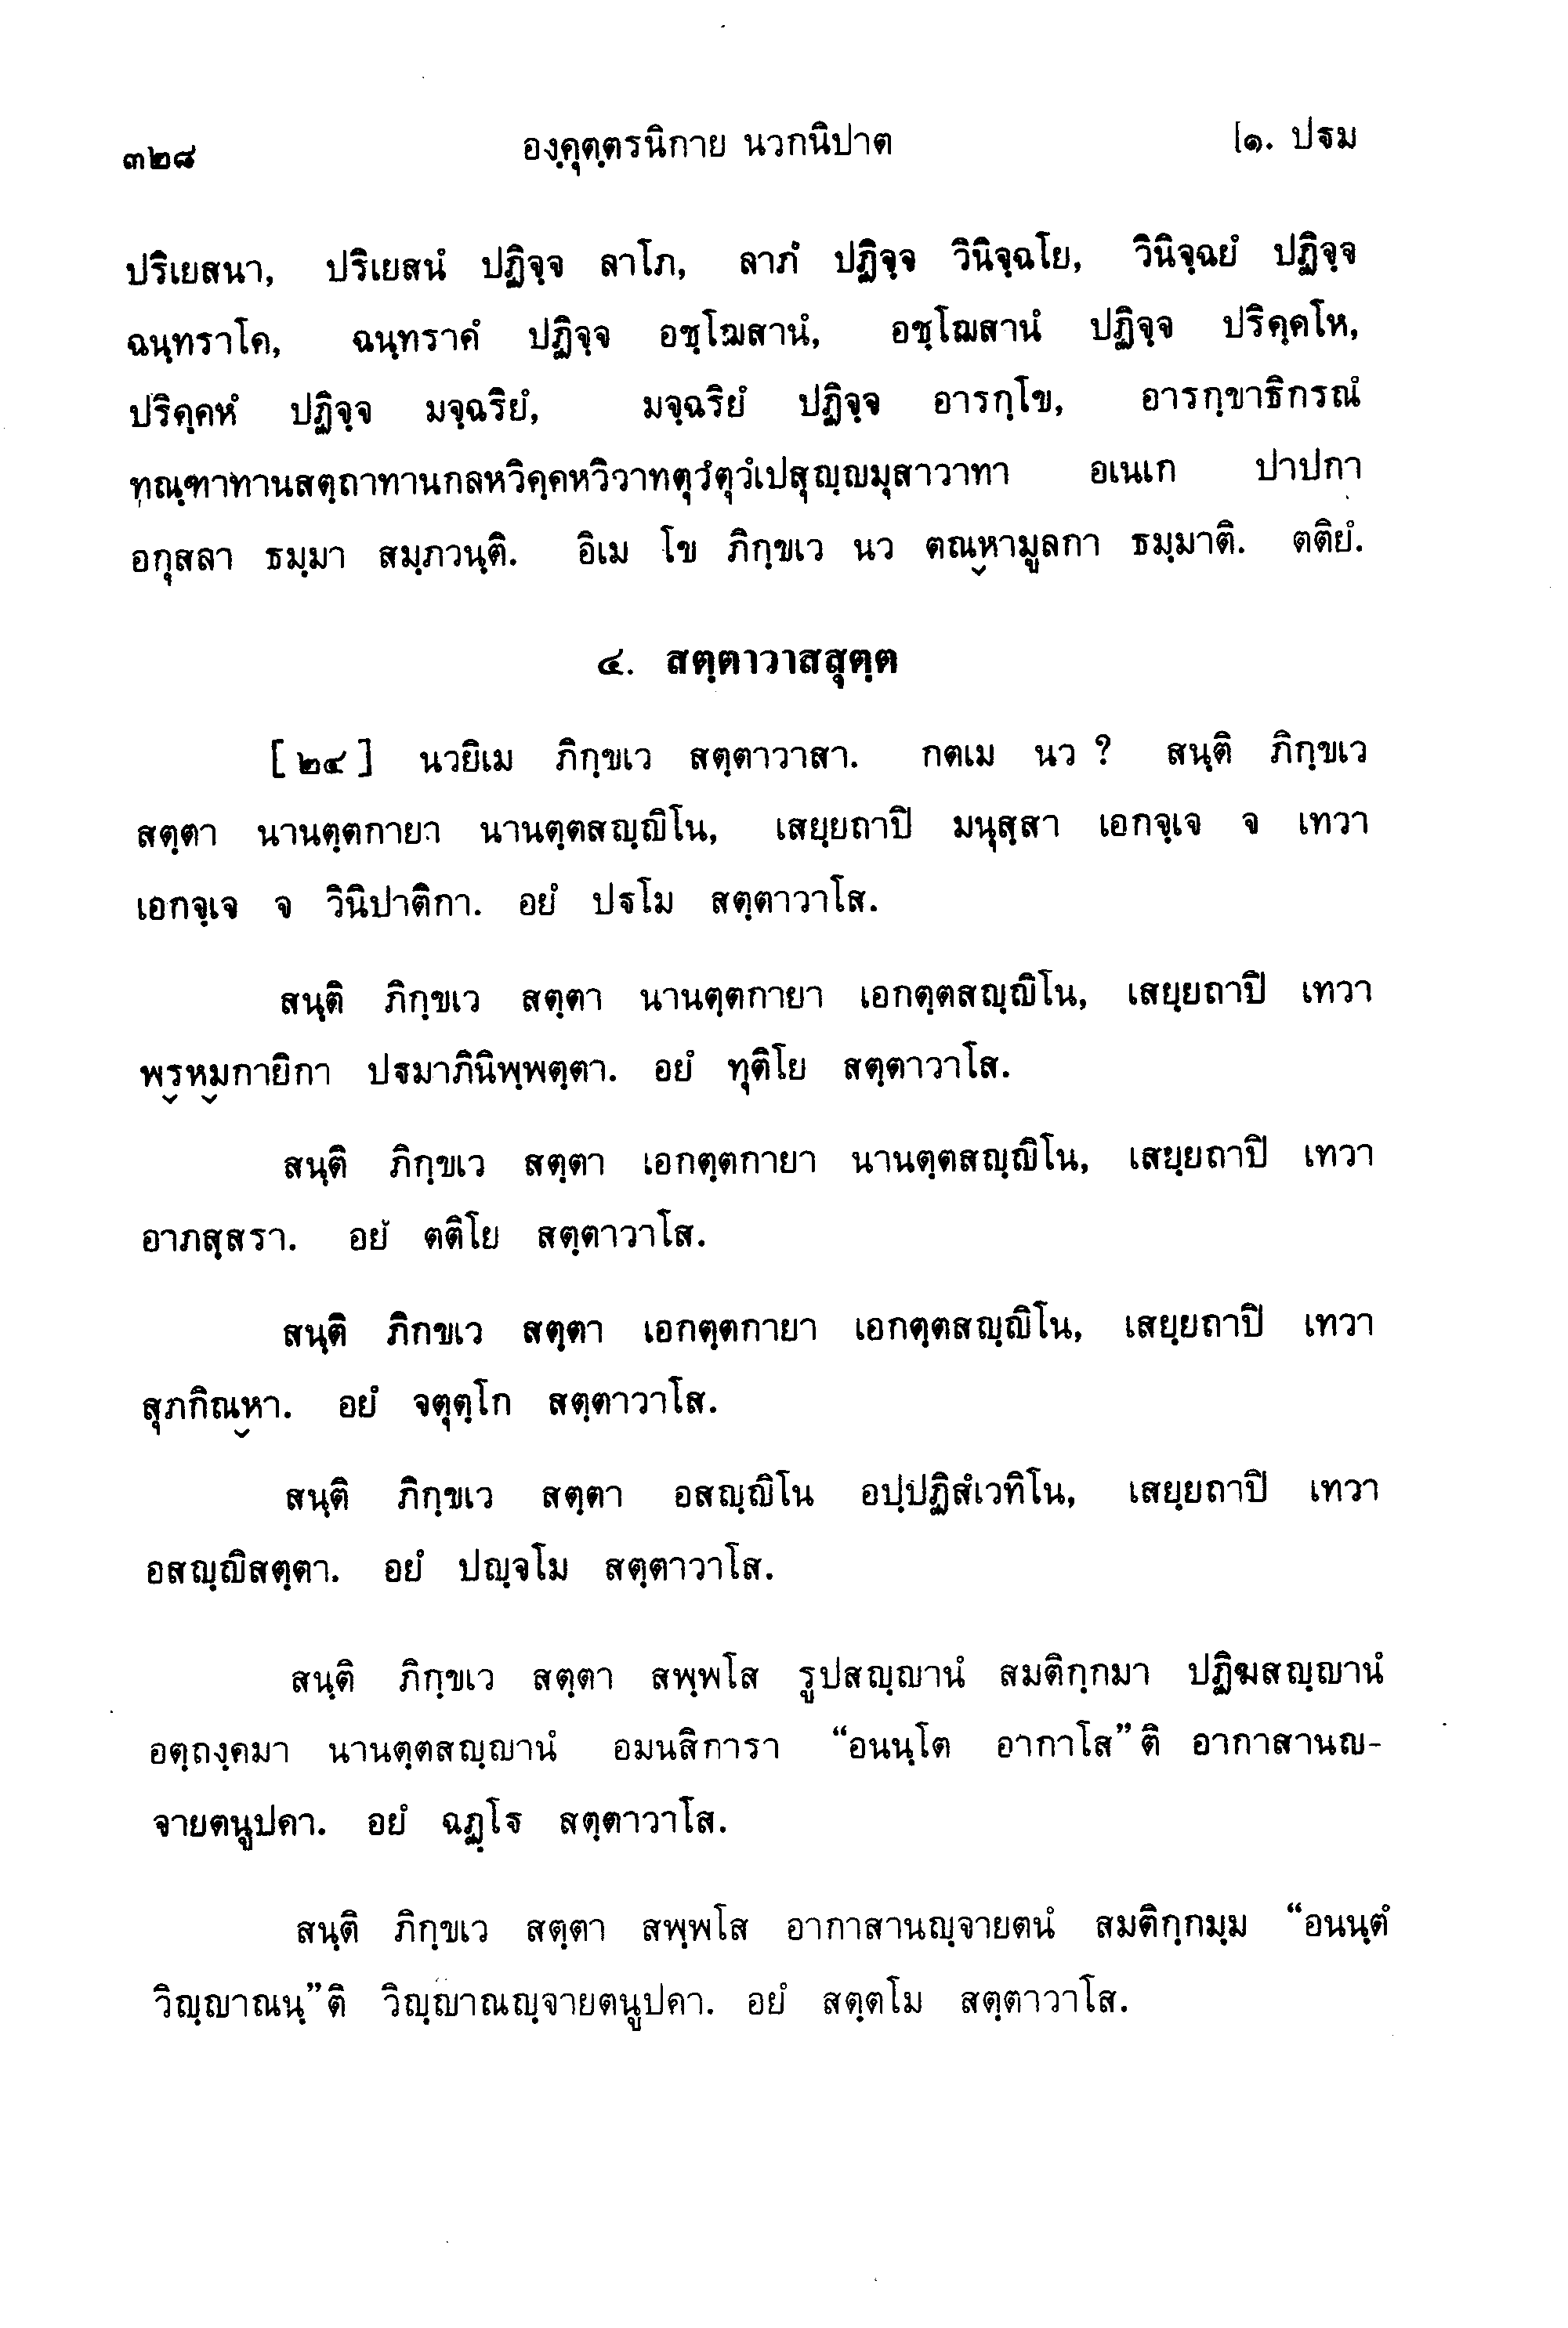 ๓๒๘ องฺคุตฺตรนิกาย นวกนิปาต [๑. ปฐม
ปริเยสนา, ปริเยสนํ ปฏิจฺจ ลาโภ, ลาภํ ปฏิจฺจ วินิจฺฉโย, วินิจฺฉยํ ปฏิจฺจ
ฉนฺทราโค, ฉนฺทราคํ ปฏิจฺจ อชฺโฌสานํ, อชฺโฌสานํ ปฏิจฺจ ปริคฺคโห,
ปริคฺคหํ ปฏิจฺจ มจฺฉริยํ, มจฺฉริยํ ปฏิจฺจ อารกฺโข, อารกฺขาธิกรณํ
ทณฺฑาทานสตฺถาทานกลหวิคฺคหวิวาทตุวํตุวํเปสุญฺญมุสาวาทา อเนเก ปาปกา
อกุสลา ธมฺมา สมฺภวนฺติ. อิเม โข ภิกฺขเว นว ตณฺหามูลกา ธมฺมาติ. ตติยํ.
๔. สตฺตาวาสสุตฺต
[ ๒๔ ] นวยิเม ภิกฺขเว สตฺตาวาสา. กตเม นว ? สนฺติ ภิกฺขเว
สตฺตา นานตฺตกายา นานตฺตสญฺญิโน, เสยฺยถาปิ มนุสฺสา เอกจฺเจ จ เทวา
เอกจฺเจ จ วินิปาติกา. อยํ ปฐโม สตฺตาวาโส.
สนฺติ ภิกฺขเว สตฺตา นานตฺตกายา เอกตฺตสญฺญิโน, เสยฺยถาปิ เทวา
พฺรหฺมกายิกา ปฐมาภินิพฺพตฺตา. อยํ ทุติโย สตฺตาวาโส.
สนฺติ ภิกฺขเว สตฺตา เอกตฺตกายา นานตฺตสญฺญิโน, เสยฺยถาปิ เทวา
อาภสฺสรา. อยํ ตติโย สตฺตาวาโส.
สนฺติ ภิกขเว สตฺตา เอกตฺตกายา เอกตฺตสญฺญิโน, เสยฺยถาปิ เทวา
สุภกิณฺหา. อยํ จตุตฺโถ สตฺตาวาโส.
สนฺติ ภิกฺขเว สตฺตา อสญฺญิโน อปฺปฏิสํเวทิโน, เสยฺยถาปิ เทวา
อสญฺญิสตฺตา. อยํ ปญฺจโม สตฺตาวาโส.
สนฺติ ภิกฺขเว สตฺตา สพฺพโส รูปสญฺญานํ สมติกฺกมา ปฏิฆสญฺญานํ
อตฺถงฺคมา นานตฺตสญฺญานํ อมนสิการา “อนนฺโต อากาโส”ติ อากาสานญ-
จายตนูปคา. อยํ ฉฏฺโฐ สตฺตาวาโส.
สนฺติ ภิกฺขเว สตฺตา สพฺพโส อากาสานญฺจายตนํ สมติกฺกมฺม “อนนฺตํ
วิญฺญาณนฺ”ติ วิญฺญาณญฺจายตนูปคา. อยํ สตฺตโม สตฺตาวาโส.